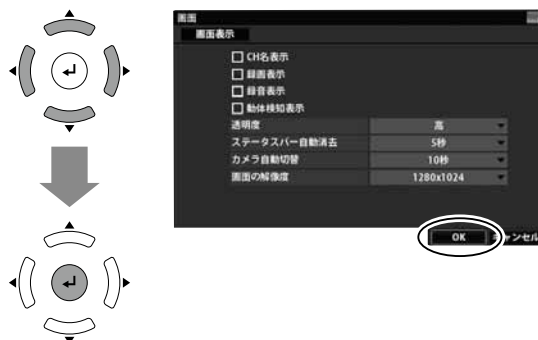 画面
画面表示
CH名表示
録画表示
録音表示
動体検知表示
透明度 高
ステータスバー自動消去 5秒
カメラ自動切替 10秒
画面の解像度 1280x1024
OK キャンセル